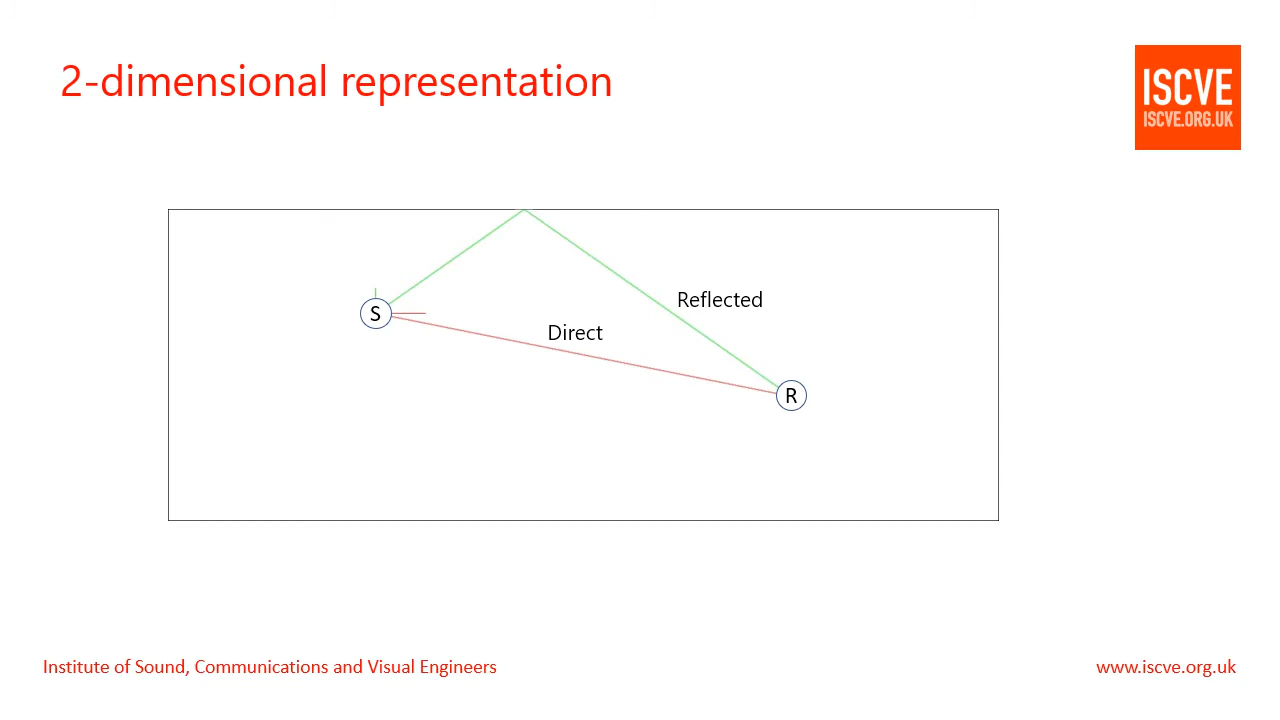 2-dimensional representation
ISCVE
ISCVE.ORG.UK
Reflected
S
Direct
R
Institute of Sound, Communications and Visual Engineers
www.iscve.org.uk